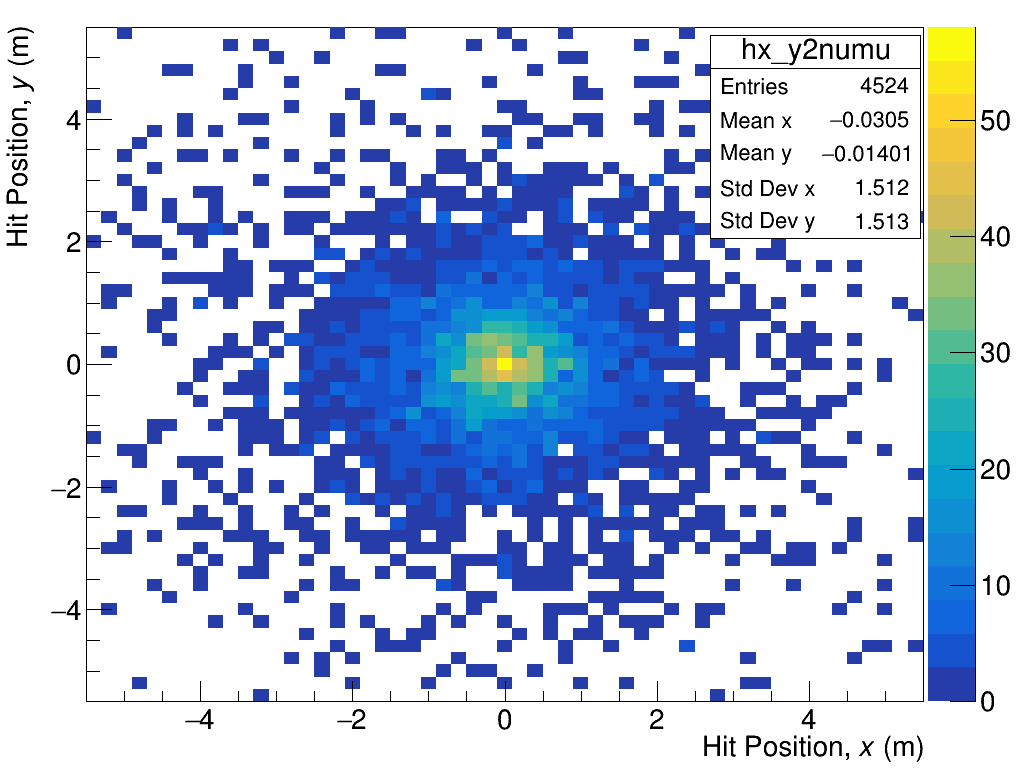 hx_y2numu
Entries 4524
Mean x −0.0305
Mean y −0.01401
Std Dev x 1.512
Std Dev y 1.513
Hit Position, y (m)
4
2
0
−2
−4
−4 −2 0 2 4
Hit Position, x (m)
50
40
30
20
10
0